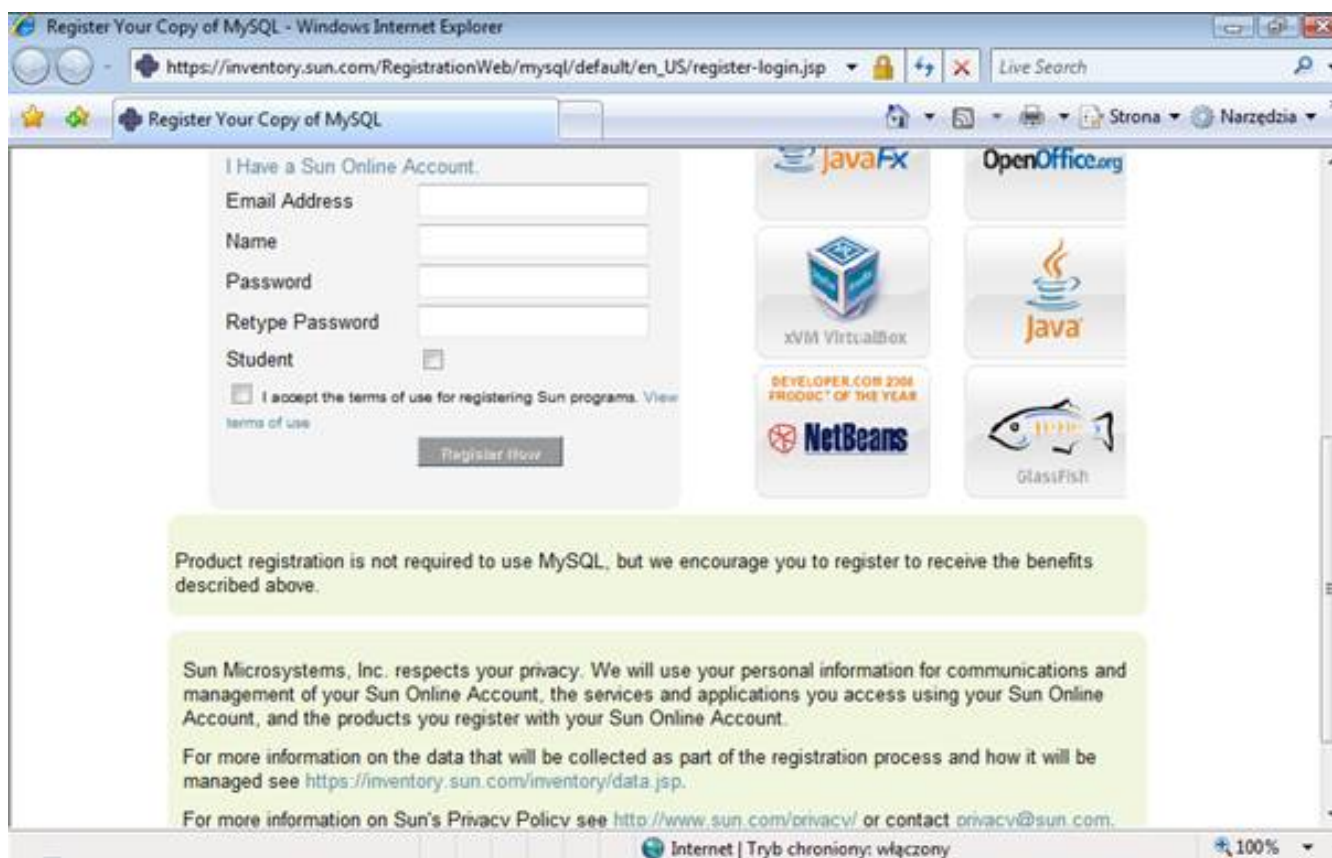 Register Your Copy of MySQL - Windows Internet Explorer
https://inventory.sun.com/RegistrationWeb/mysql/default/en_US/register-login.jsp
Live Search
Register Your Copy of MySQL
Strona
Narzędzia
I Have a Sun Online Account.
JavaFX
OpenOffice.org
Email Address
Name
Password
Retype Password
Student
xVM VirtualBox
Java
I accept the terms of use for registering Sun programs. View
terms of use
Register Now
DEVELOPER.COM 2008
PRODUCT OF THE YEAR
NetBeans
GlassFish
Product registration is not required to use MySQL, but we encourage you to register to receive the benefits
described above.
Sun Microsystems, Inc. respects your privacy. We will use your personal information for communications and
management of your Sun Online Account, the services and applications you access using your Sun Online
Account, and the products you register with your Sun Online Account.
For more information on the data that will be collected as part of the registration process and how it will be
managed see https://inventory.sun.com/inventory/data.jsp.
For more information on Sun's Privacy Policy see http://www.sun.com/privacy/ or contact privacy@sun.com.
Internet | Tryb chroniony: włączony
100%